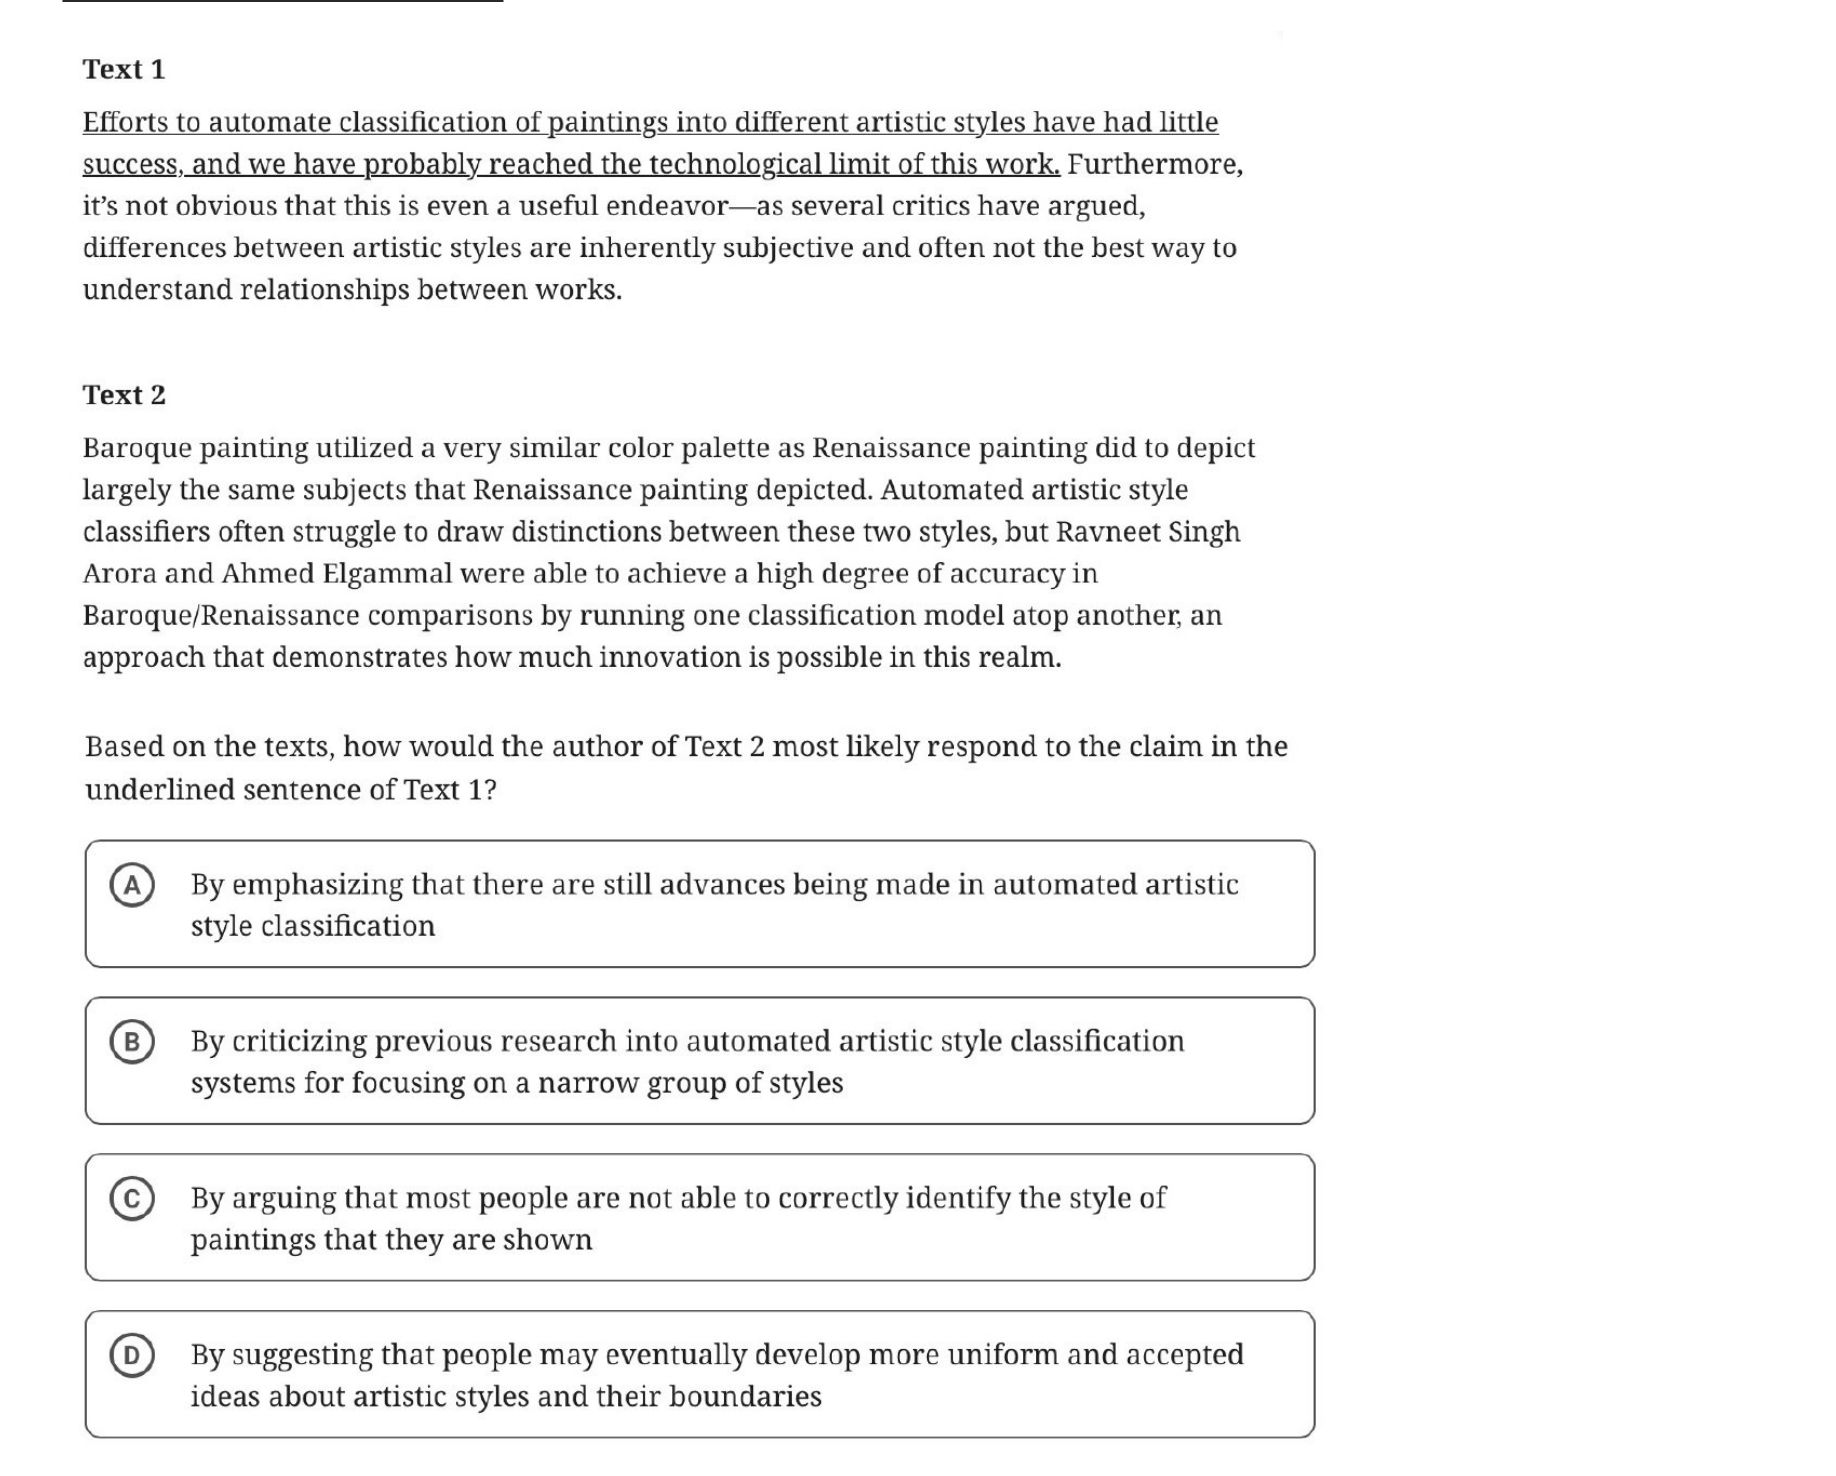 Text 1
Efforts to automate classification of paintings into different artistic styles have had little
success, and we have probably reached the technological limit of this work. Furthermore,
it’s not obvious that this is even a useful endeavor—as several critics have argued,
differences between artistic styles are inherently subjective and often not the best way to
understand relationships between works.
Text 2
Baroque painting utilized a very similar color palette as Renaissance painting did to depict
largely the same subjects that Renaissance painting depicted. Automated artistic style
classifiers often struggle to draw distinctions between these two styles, but Ravneet Singh
Arora and Ahmed Elgammal were able to achieve a high degree of accuracy in
Baroque/Renaissance comparisons by running one classification model atop another, an
approach that demonstrates how much innovation is possible in this realm.
Based on the texts, how would the author of Text 2 most likely respond to the claim in the
underlined sentence of Text 1?
A By emphasizing that there are still advances being made in automated artistic
style classification
B By criticizing previous research into automated artistic style classification
systems for focusing on a narrow group of styles
C By arguing that most people are not able to correctly identify the style of
paintings that they are shown
D By suggesting that people may eventually develop more uniform and accepted
ideas about artistic styles and their boundaries